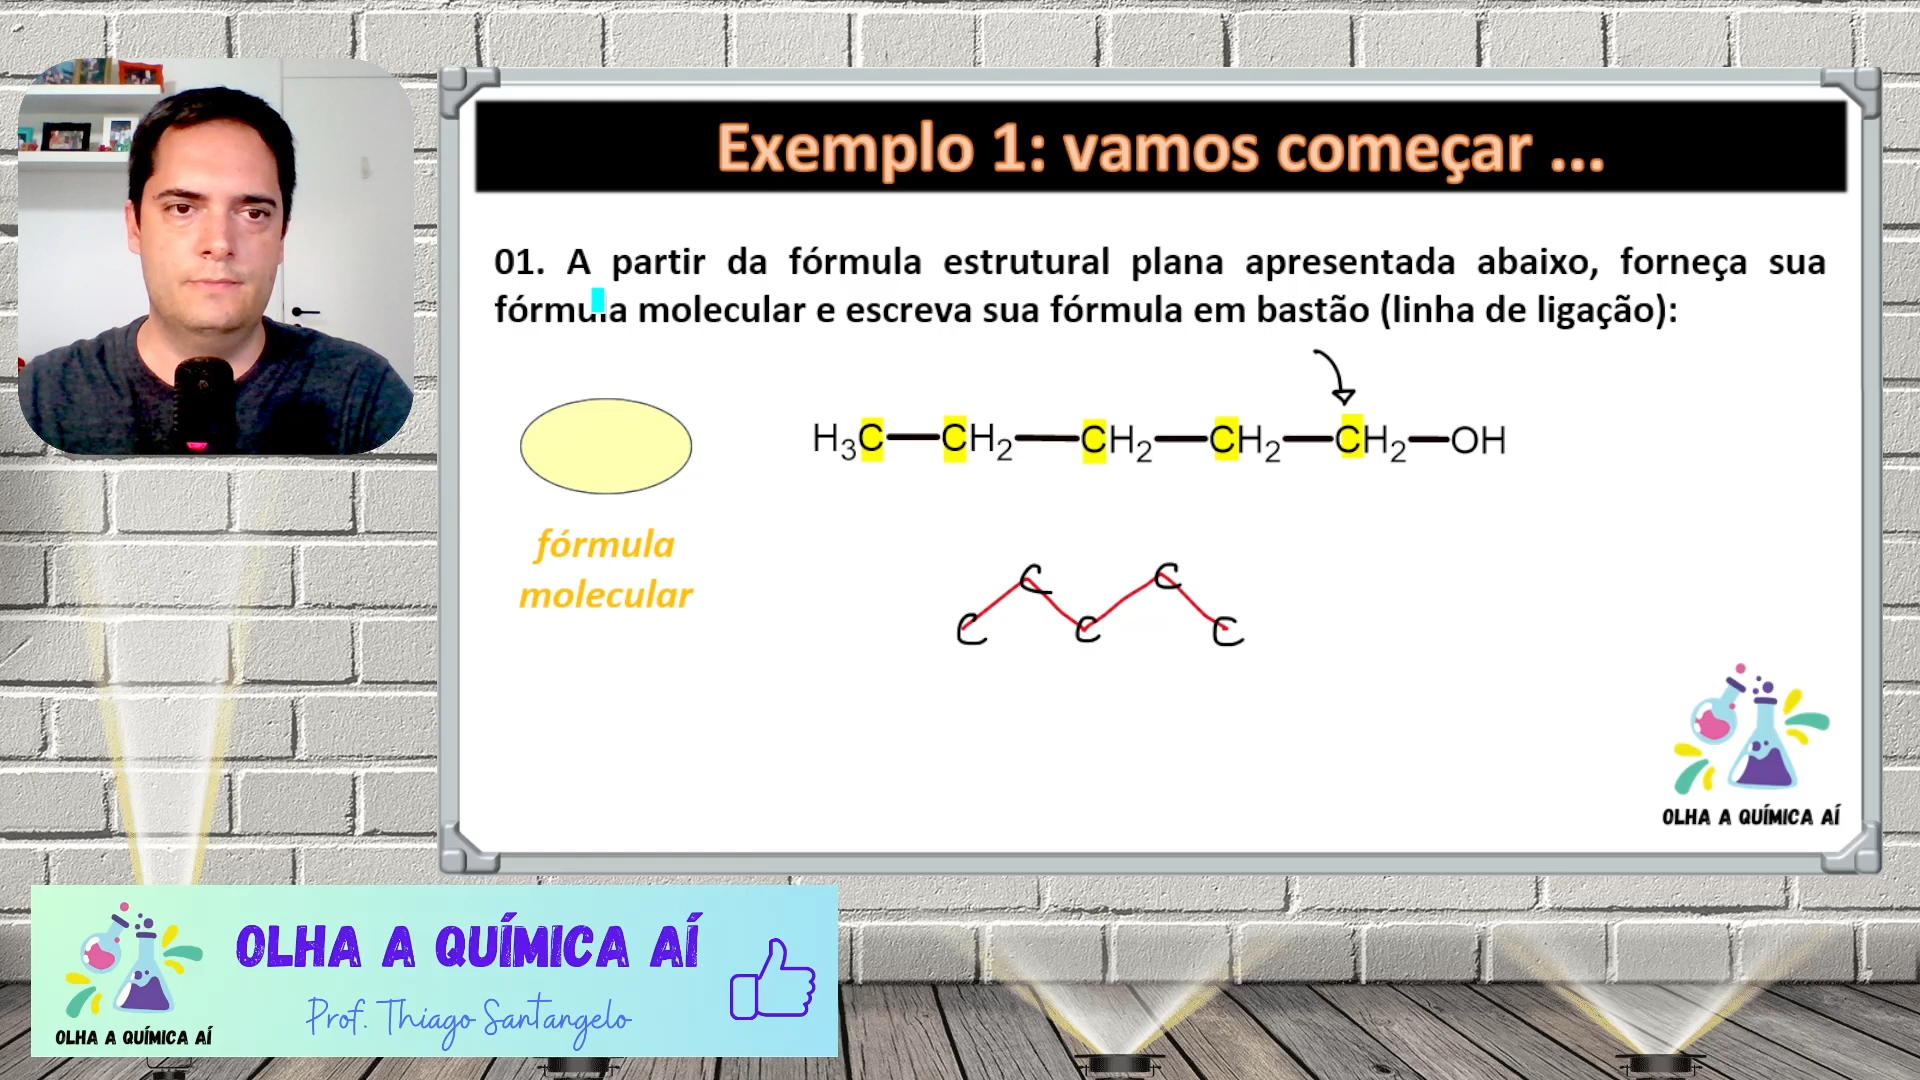 Exemplo 1: vamos começar ...
01. A partir da fórmula estrutural plana apresentada abaixo, forneça sua
fórmula molecular e escreva sua fórmula em bastão (linha de ligação):
H₃C—CH₂—CH₂—CH₂—CH₂—OH
fórmula
molecular
C C
C C C
OLHA A QUÍMICA AÍ
OLHA A QUÍMICA AÍ
Prof. Thiago Santangelo
OLHA A QUÍMICA AÍ